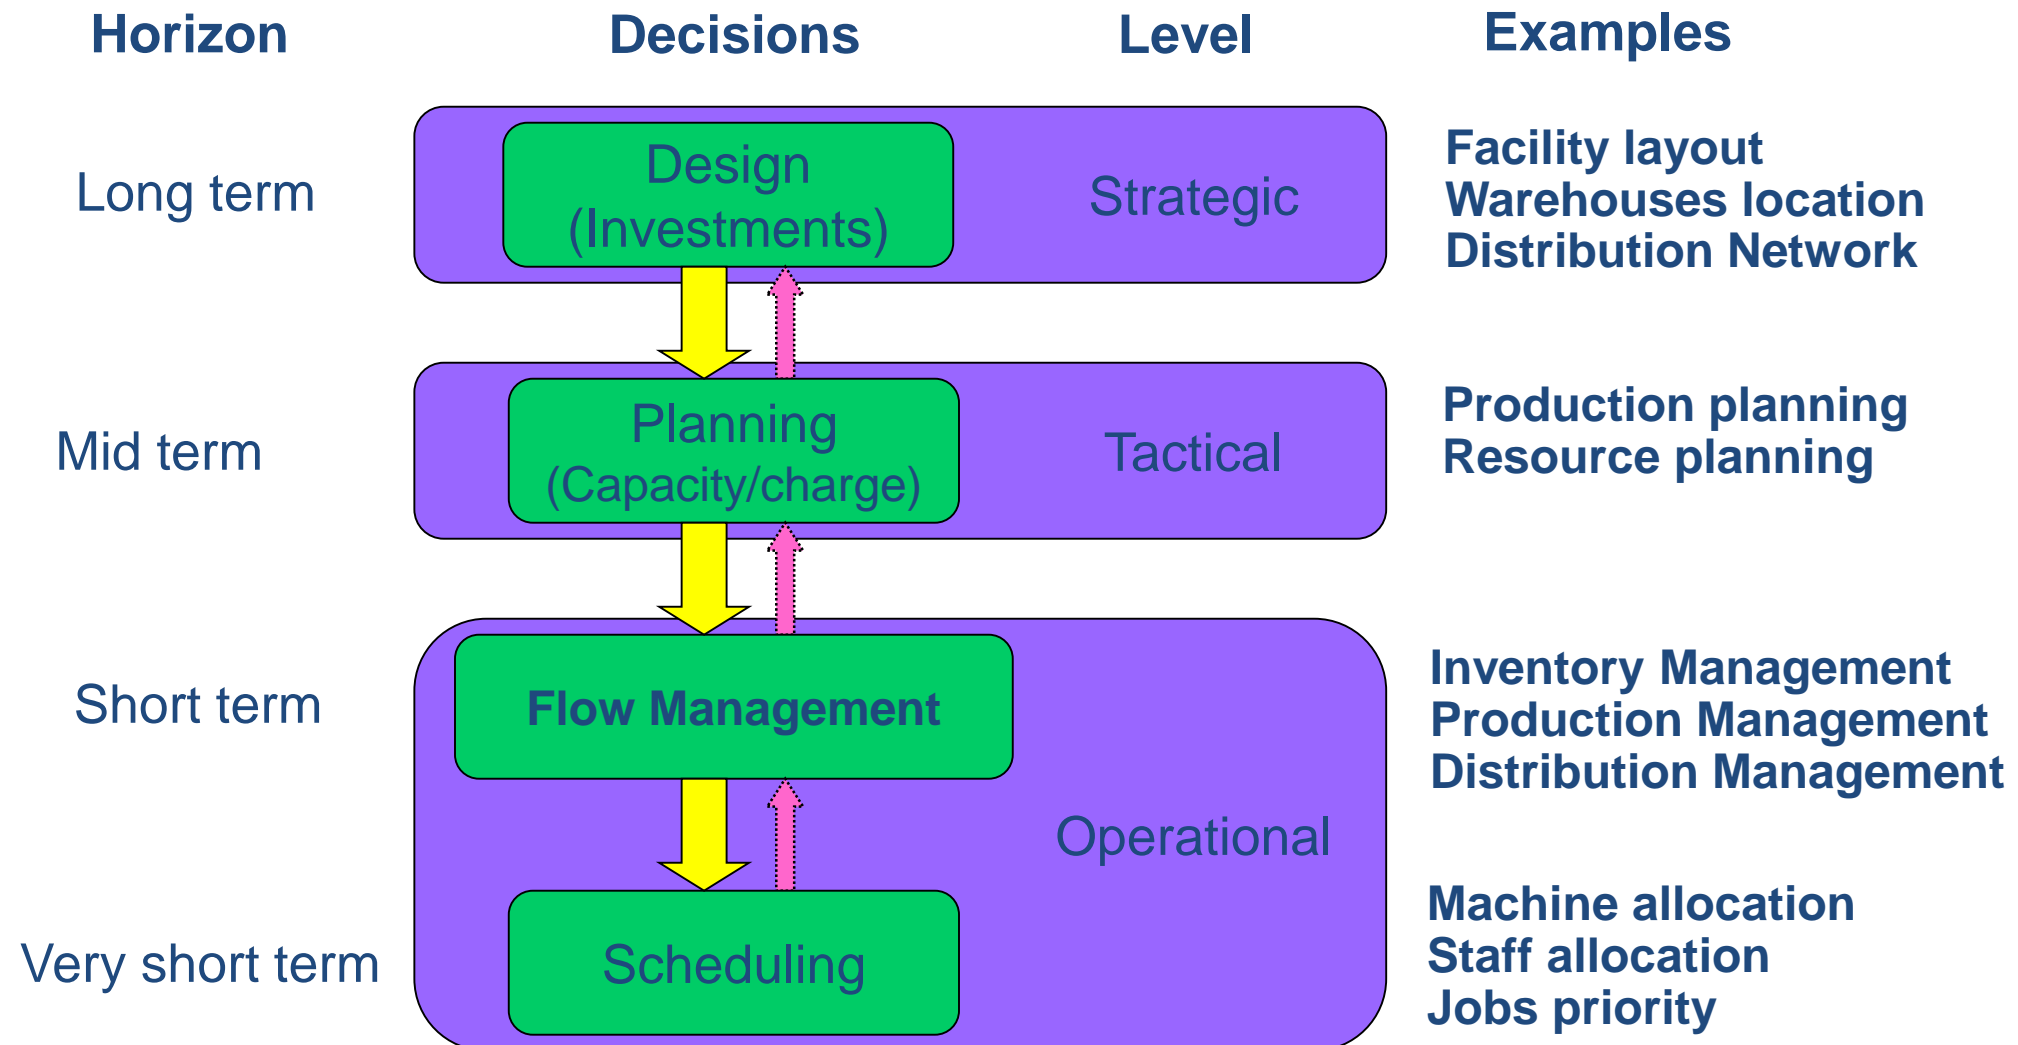 Horizon Decisions Level Examples
Long term
Design
(Investments)
Strategic
Facility layout
Warehouses location
Distribution Network
Mid term
Planning
(Capacity/charge)
Tactical
Production planning
Resource planning
Short term
Flow Management
Inventory Management
Production Management
Distribution Management
Operational
Very short term
Scheduling
Machine allocation
Staff allocation
Jobs priority